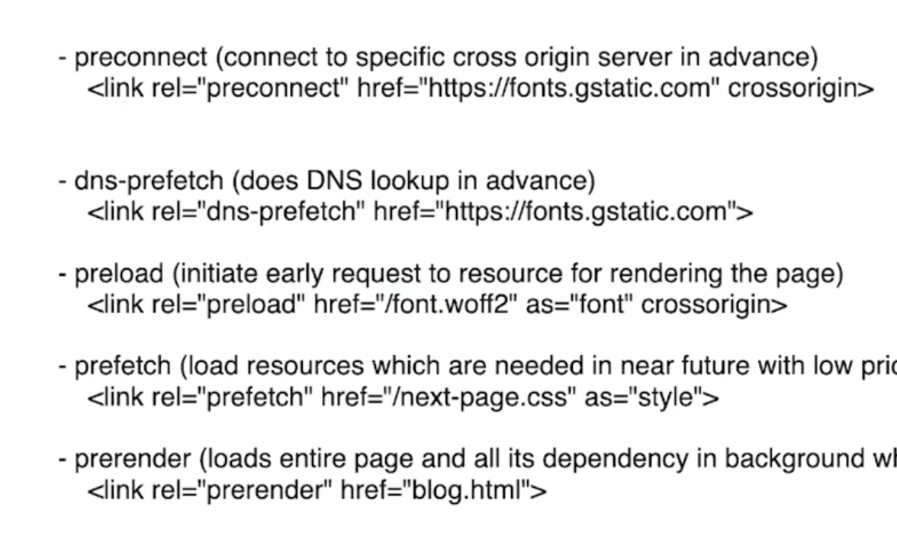 - preconnect (connect to specific cross origin server in advance)
<link rel="preconnect" href="https://fonts.gstatic.com" crossorigin>
- dns-prefetch (does DNS lookup in advance)
<link rel="dns-prefetch" href="https://fonts.gstatic.com">
- preload (initiate early request to resource for rendering the page)
<link rel="preload" href="/font.woff2" as="font" crossorigin>
- prefetch (load resources which are needed in near future with low
<link rel="prefetch" href="/next-page.css" as="style">
- prerender (loads entire page and all its dependency in background
<link rel="prerender" href="blog.html">